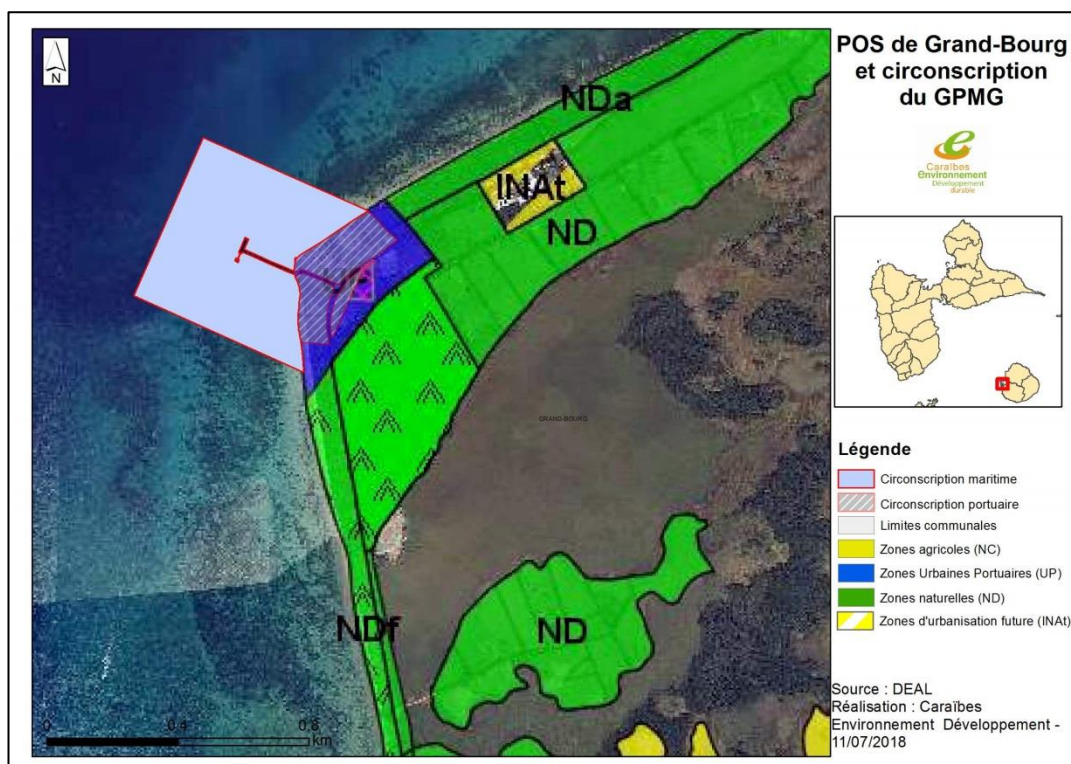 POS de Grand-Bourg
et circonscription
du GPMG
Caraïbes
environnement
Développement
durable
N
NDa
INAt
ND
GRAND-BOURG
NDf
ND
0 0.4 0.8
km
Légende
Circonscription maritime
Circonscription portuaire
Limites communales
Zones agricoles (NC)
Zones Urbaines Portuaires (UP)
Zones naturelles (ND)
Zones d'urbanisation future (INAt)
Source : DEAL
Réalisation : Caraïbes
Environnement Développement -
11/07/2018